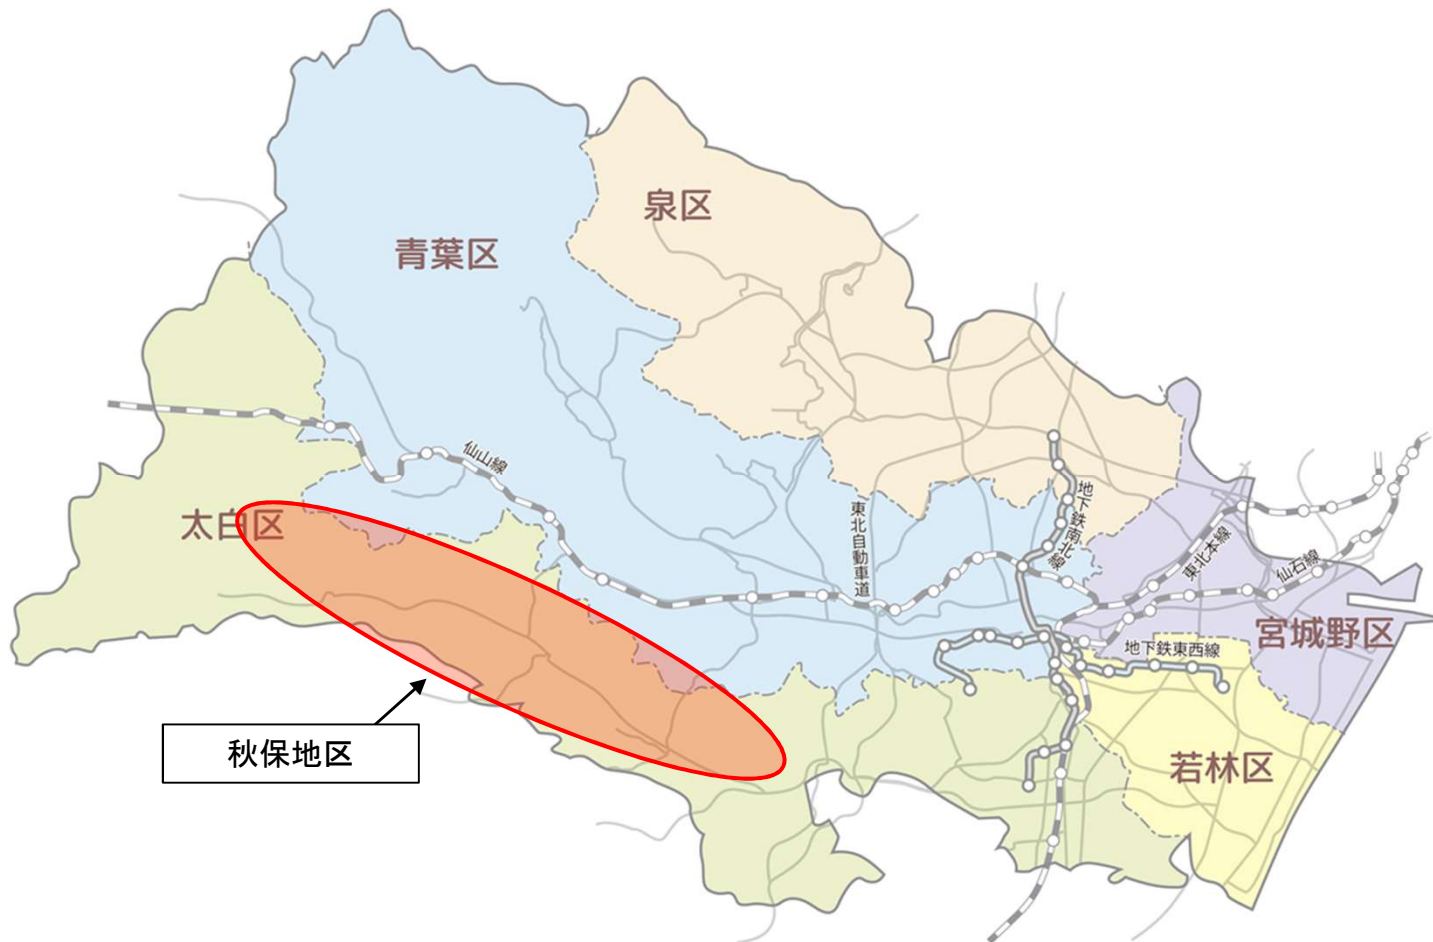 泉区
青葉区
仙山線
地下鉄南北線
太白区
東北自動車道
東北本線
仙石線
宮城野区
地下鉄東西線
秋保地区
若林区